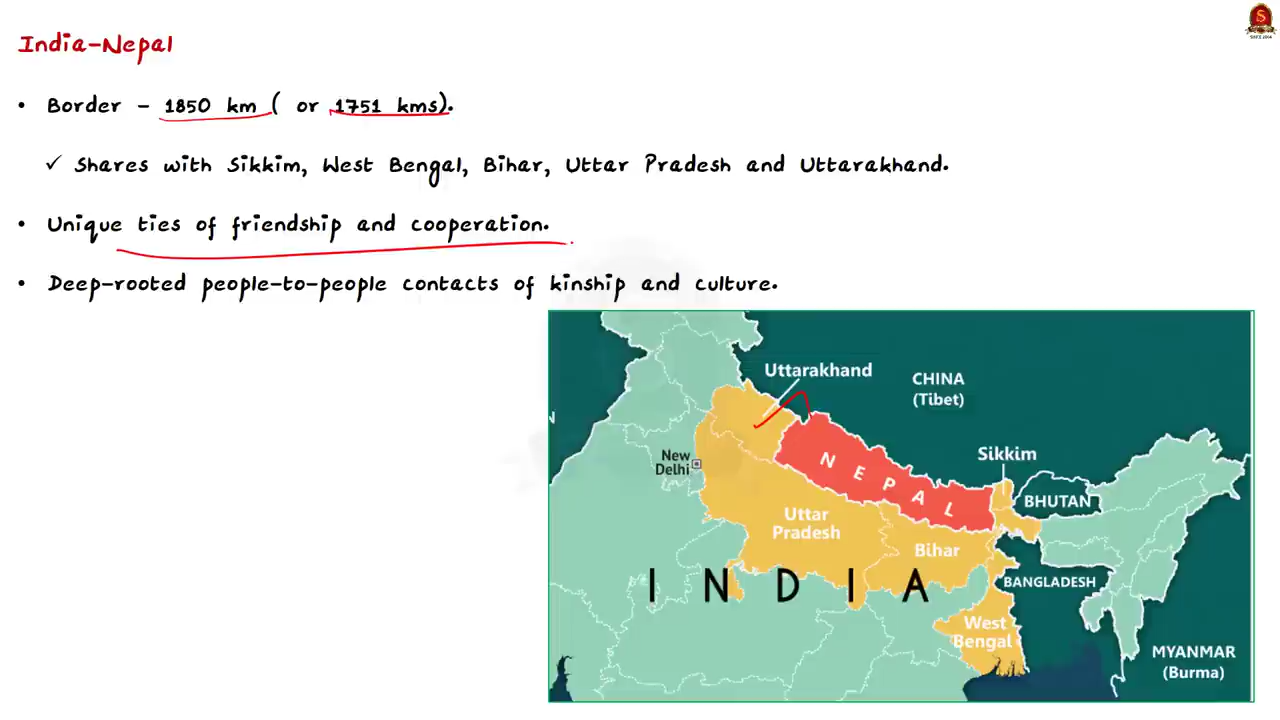 India-Nepal
• Border - 1850 km ( or 1751 kms).
✓ Shares with Sikkim, West Bengal, Bihar, Uttar Pradesh and Uttarakhand.
• Unique ties of friendship and cooperation.
• Deep-rooted people-to-people contacts of kinship and culture.
Uttarakhand
CHINA
(Tibet)
N
New
Delhi
NEPAL
Sikkim
BHUTAN
Uttar
Pradesh
Bihar
INDIA
BANGLADESH
West
Bengal
MYANMAR
(Burma)